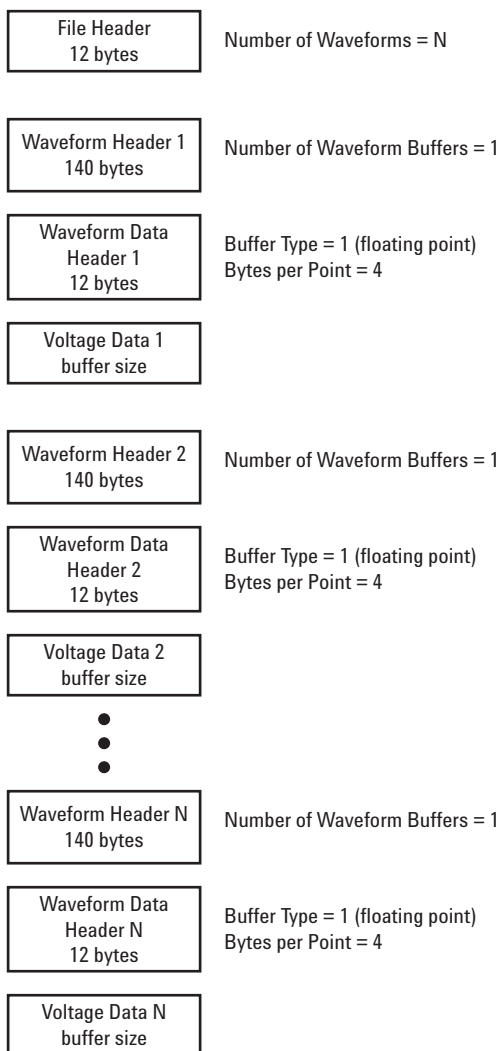 File Header
12 bytes
Number of Waveforms = N
Waveform Header 1
140 bytes
Number of Waveform Buffers = 1
Waveform Data
Header 1
12 bytes
Buffer Type = 1 (floating point)
Bytes per Point = 4
Voltage Data 1
buffer size
Waveform Header 2
140 bytes
Number of Waveform Buffers = 1
Waveform Data
Header 2
12 bytes
Buffer Type = 1 (floating point)
Bytes per Point = 4
Voltage Data 2
buffer size
Waveform Header N
140 bytes
Number of Waveform Buffers = 1
Waveform Data
Header N
12 bytes
Buffer Type = 1 (floating point)
Bytes per Point = 4
Voltage Data N
buffer size